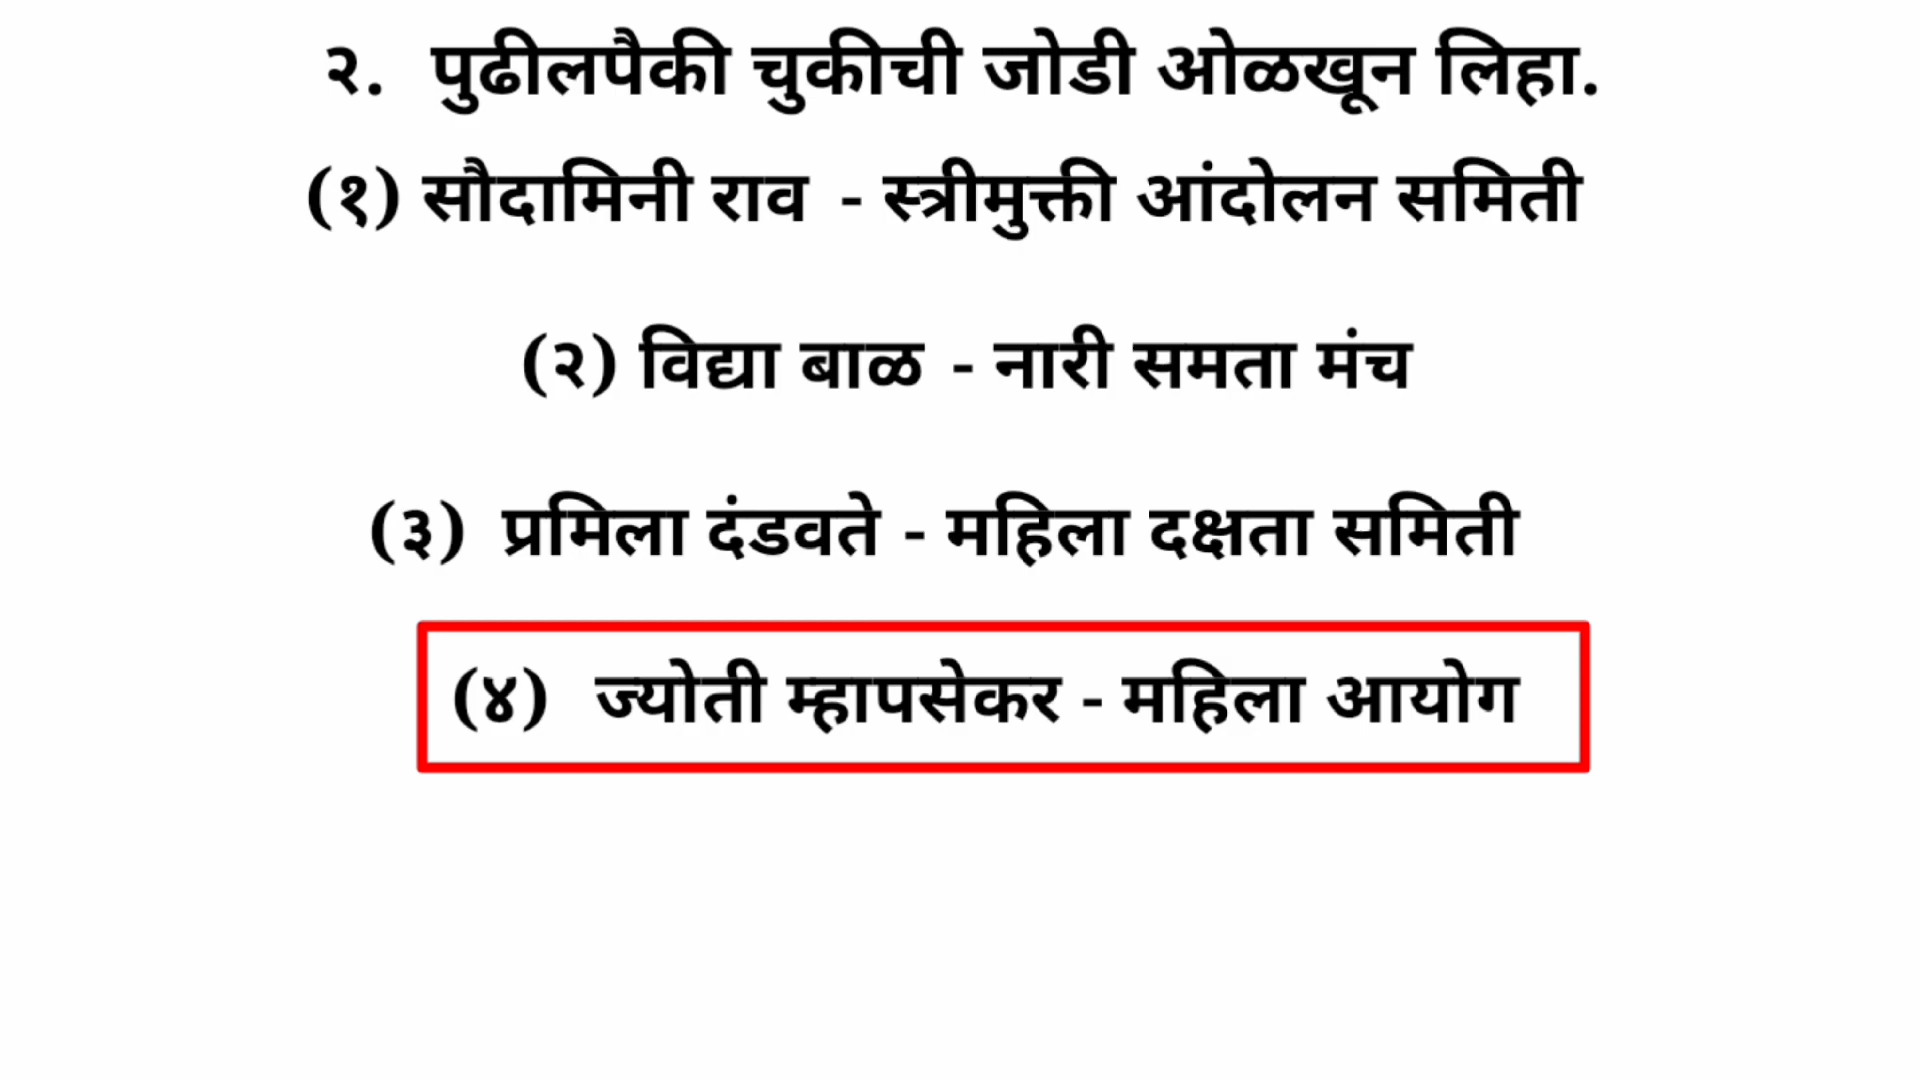 २. पुढीलपैकी चुकीची जोडी ओळखून लिहा.
(१) सौदामिनी राव - स्त्रीमुक्ती आंदोलन समिती
(२) विद्या बाळ - नारी समता मंच
(३) प्रमिला दंडवते - महिला दक्षता समिती
(४) ज्योती म्हापसेकर - महिला आयोग